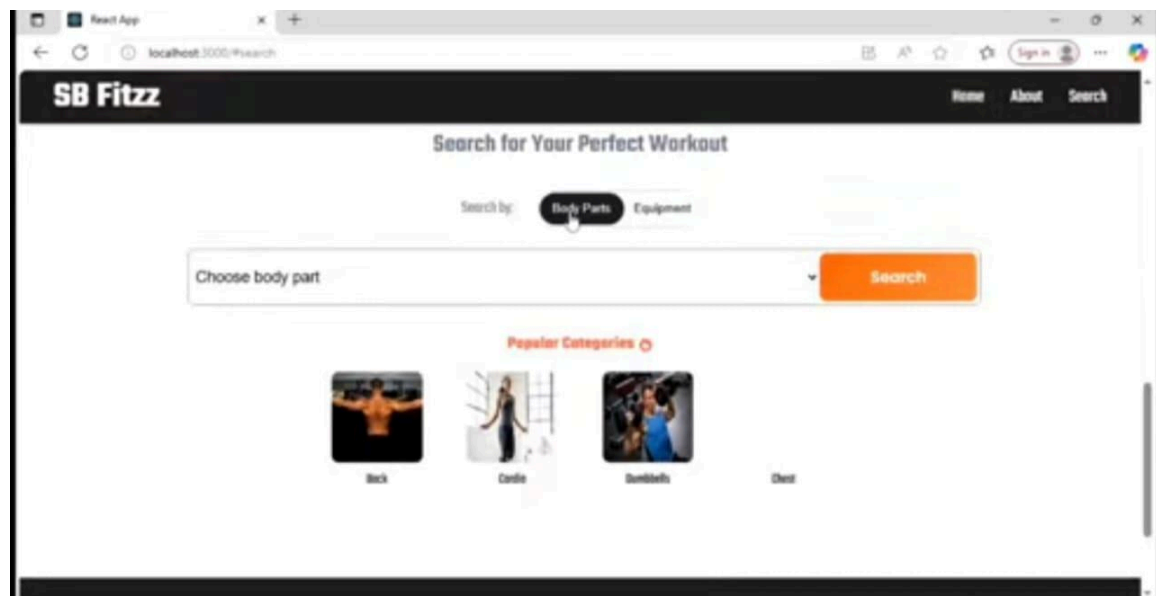 React App
localhost:3000/#search
Sign in
SB Fitzz
Home About Search
Search for Your Perfect Workout
Search by: Body Parts Equipment
Choose body part
Search
Popular Categories
Back Cardio Dumbbells Chest